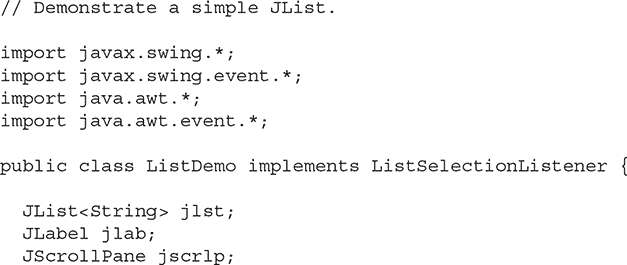 // Demonstrate a simple JList.
import javax.swing.*;
import javax.swing.event.*;
import java.awt.*;
import java.awt.event.*;
public class ListDemo implements ListSelectionListener {
JList<String> jlst;
JLabel jlab;
JScrollPane jscrlp;